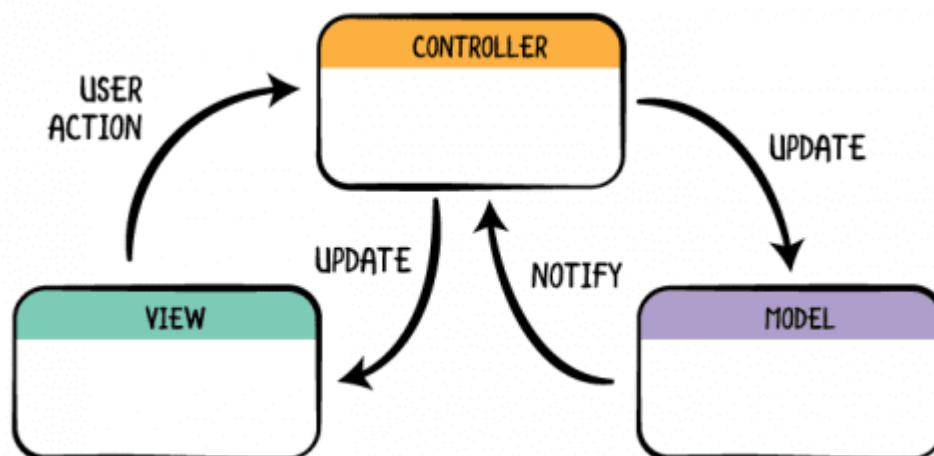 CONTROLLER
USER
ACTION
UPDATE
UPDATE
NOTIFY
VIEW
MODEL